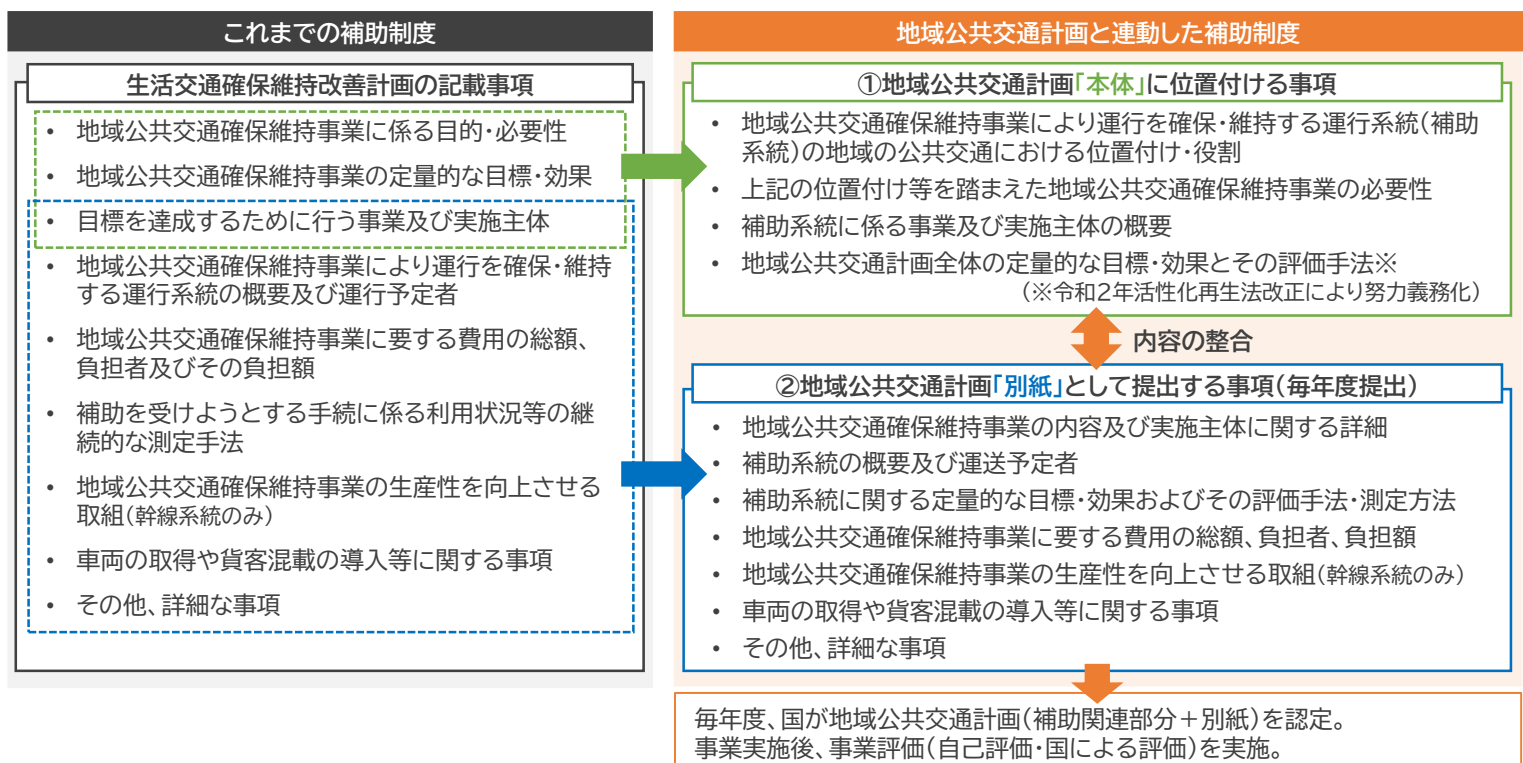 これまでの補助制度
生活交通確保維持改善計画の記載事項
• 地域公共交通確保維持事業に係る目的・必要性
• 地域公共交通確保維持事業の定量的な目標・効果
• 目標を達成するために行う事業及び実施主体
• 地域公共交通確保維持事業により運行を確保・維持
する運行系統の概要及び運行予定者
• 地域公共交通確保維持事業に要する費用の総額、
負担者及びその負担額
• 補助を受けようとする手続に係る利用状況等の継
続的な測定手法
• 地域公共交通確保維持事業の生産性を向上させる
取組(幹線系統のみ)
• 車両の取得や貨客混載の導入等に関する事項
• その他、詳細な事項
地域公共交通計画と連動した補助制度
①地域公共交通計画「本体」に位置付ける事項
• 地域公共交通確保維持事業により運行を確保・維持する運行系統(補助
系統)の地域の公共交通における位置付け・役割
• 上記の位置付け等を踏まえた地域公共交通確保維持事業の必要性
• 補助系統に係る事業及び実施主体の概要
• 地域公共交通計画全体の定量的な目標・効果とその評価手法※
(※令和2年活性化再生法改正により努力義務化)
内容の整合
②地域公共交通計画「別紙」として提出する事項(毎年度提出)
• 地域公共交通確保維持事業の内容及び実施主体に関する詳細
• 補助系統の概要及び運送予定者
• 補助系統に関する定量的な目標・効果およびその評価手法・測定方法
• 地域公共交通確保維持事業に要する費用の総額、負担者、負担額
• 地域公共交通確保維持事業の生産性を向上させる取組(幹線系統のみ)
• 車両の取得や貨客混載の導入等に関する事項
• その他、詳細な事項
毎年度、国が地域公共交通計画(補助関連部分+別紙)を認定。
事業実施後、事業評価(自己評価・国による評価)を実施。